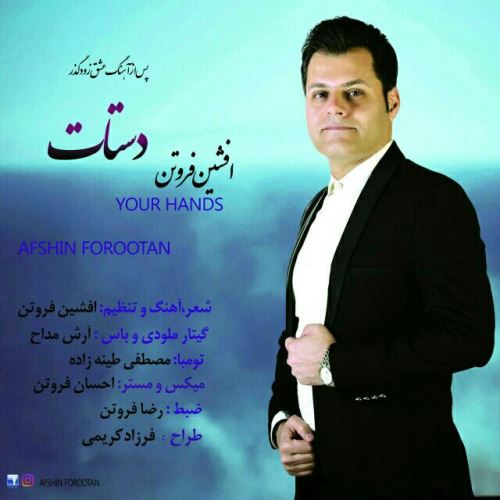 پس از آهنگ عشق زودگذر
دستات
افشین فروتن
YOUR HANDS
AFSHIN FOROOTAN
شعر،آهنگ و تنظیم: افشین فروتن
گیتار ملودی و باس : آرش مداح
تومبا: مصطفی طینه زاده
میکس و مستر: احسان فروتن
ضبط : رضا فروتن
طراح : فرزاد کریمی
AFSHIN FOROOTAN